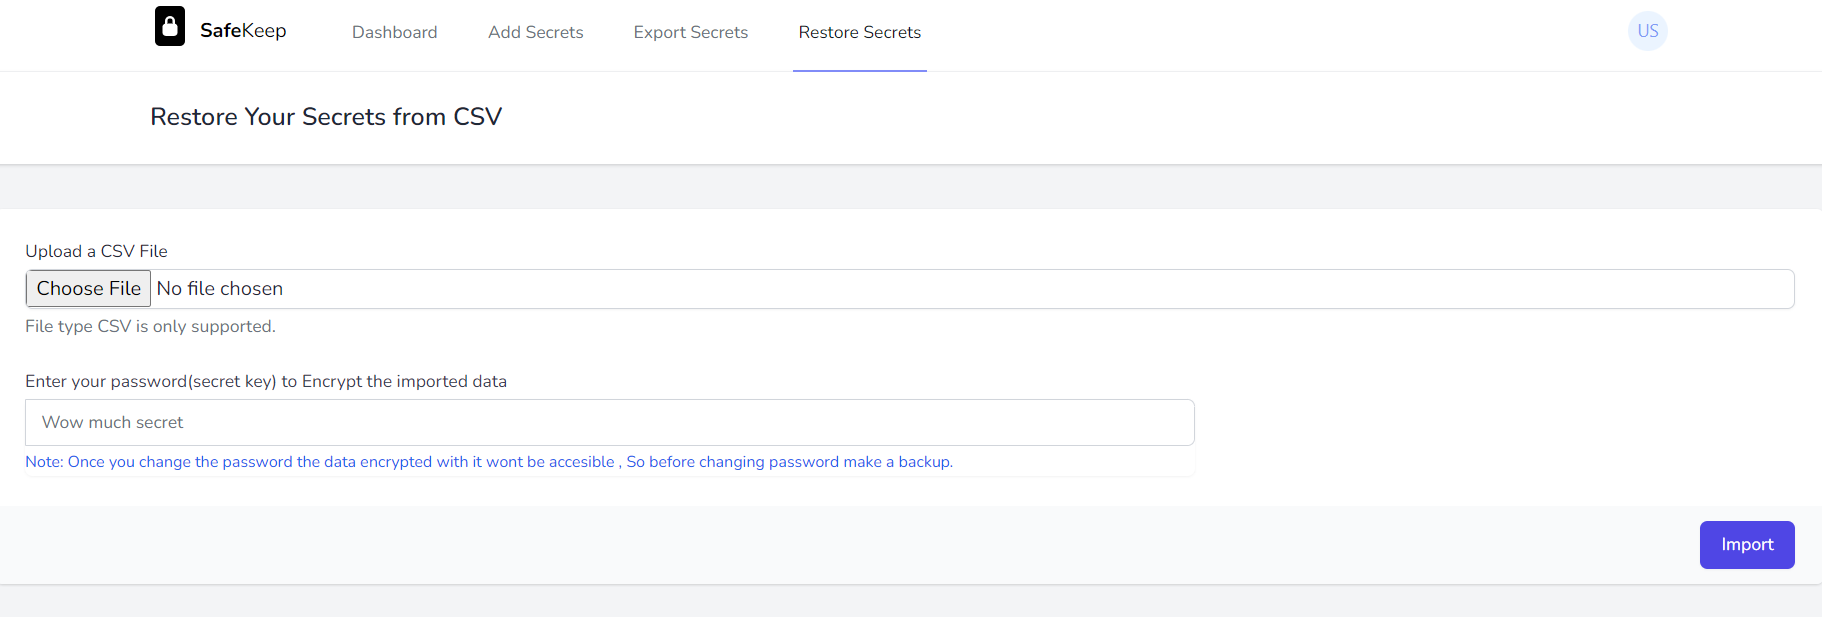 SafeKeep Dashboard Add Secrets Export Secrets Restore Secrets US
Restore Your Secrets from CSV
Upload a CSV File
Choose File No file chosen
File type CSV is only supported.
Enter your password(secret key) to Encrypt the imported data
Wow much secret
Note: Once you change the password the data encrypted with it wont be accesible , So before changing password make a backup.
Import